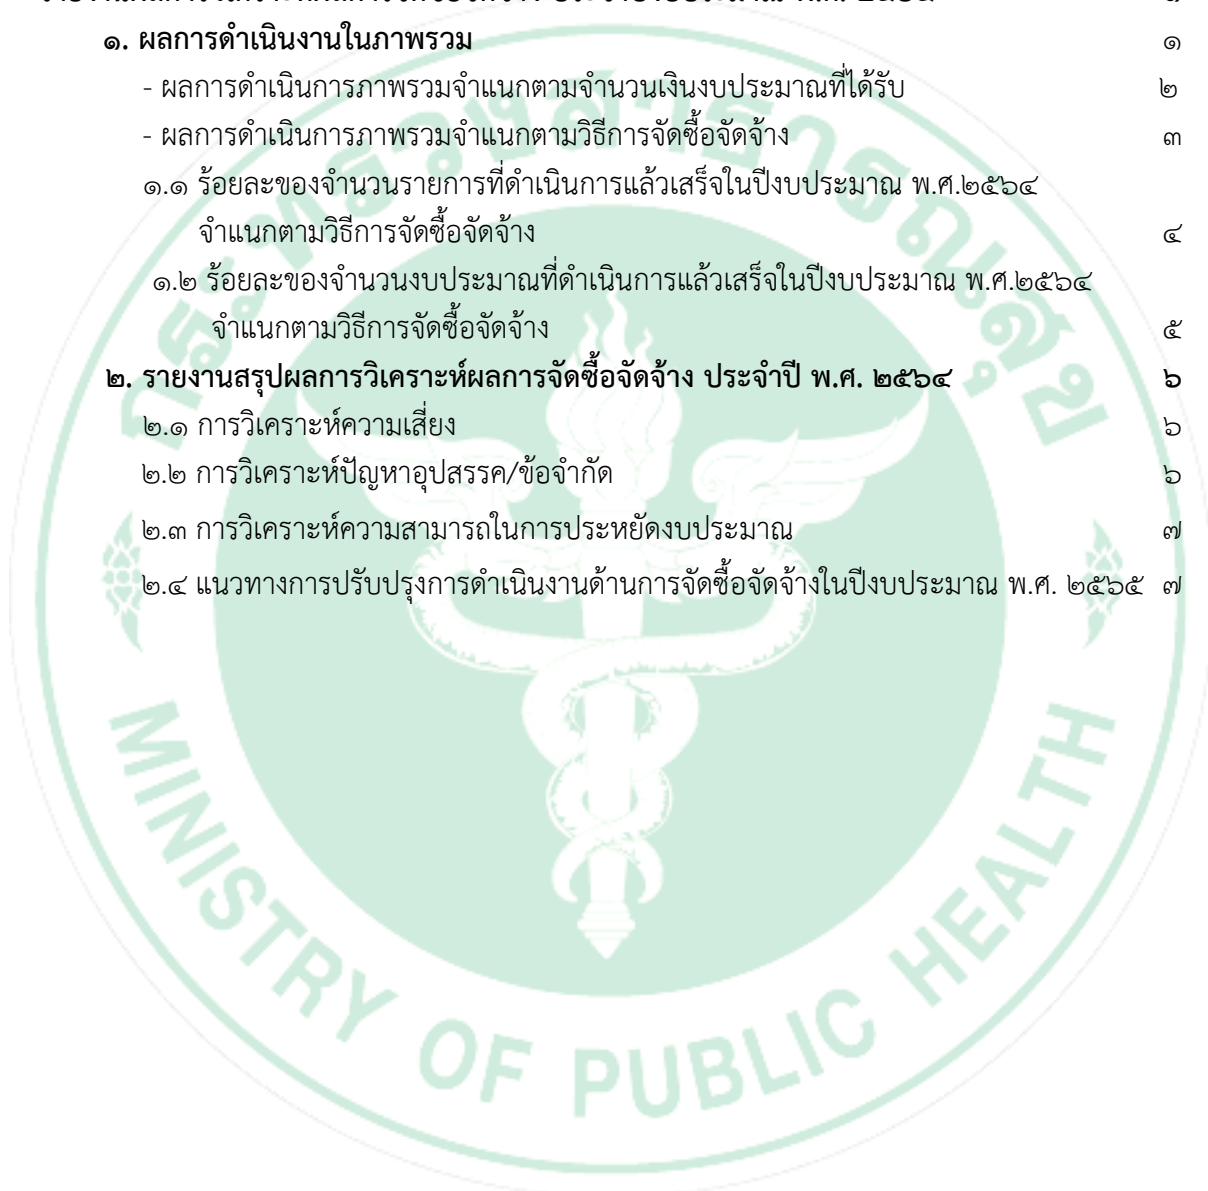 ๑. ผลการดำเนินงานในภาพรวม ๑
- ผลการดำเนินการภาพรวมจำแนกตามจำนวนเงินงบประมาณที่ได้รับ ๒
- ผลการดำเนินการภาพรวมจำแนกตามวิธีการจัดซื้อจัดจ้าง ๓
๑.๑ ร้อยละของจำนวนรายการที่ดำเนินการแล้วเสร็จในปีงบประมาณ พ.ศ.๒๕๖๔
จำแนกตามวิธีการจัดซื้อจัดจ้าง ๔
๑.๒ ร้อยละของจำนวนงบประมาณที่ดำเนินการแล้วเสร็จในปีงบประมาณ พ.ศ.๒๕๖๔
จำแนกตามวิธีการจัดซื้อจัดจ้าง ๕
๒. รายงานสรุปผลการวิเคราะห์ผลการจัดซื้อจัดจ้าง ประจำปี พ.ศ. ๒๕๖๔ ๖
๒.๑ การวิเคราะห์ความเสี่ยง ๖
๒.๒ การวิเคราะห์ปัญหาอุปสรรค/ข้อจำกัด ๖
๒.๓ การวิเคราะห์ความสามารถในการประหยัดงบประมาณ ๗
๒.๔ แนวทางการปรับปรุงการดำเนินงานด้านการจัดซื้อจัดจ้างในปีงบประมาณ พ.ศ. ๒๕๖๕ ๗
กระทรวงสาธารณสุข
MINISTRY OF PUBLIC HEALTH